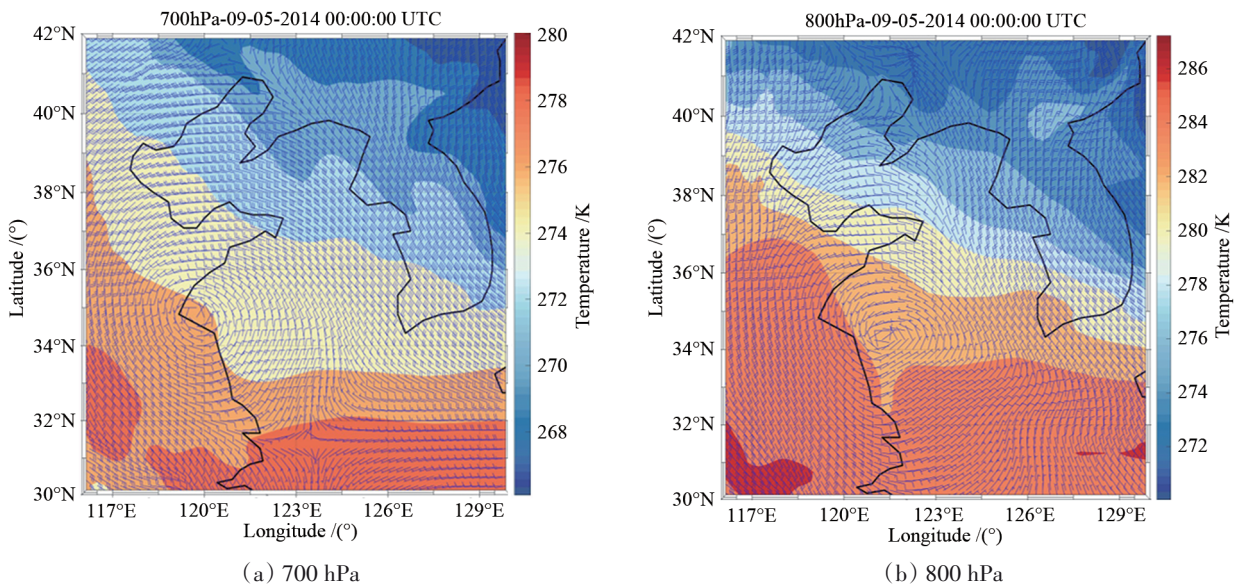 700hPa-09-05-2014 00:00:00 UTC
42°N
40°N
38°N
36°N
34°N
32°N
30°N
Latitude /(°)
117°E 120°E 123°E 126°E 129°E
Longitude /(°)
280
278
276
274
272
270
268
Temperature /K
(a) 700 hPa
800hPa-09-05-2014 00:00:00 UTC
42°N
40°N
38°N
36°N
34°N
32°N
30°N
Latitude /(°)
117°E 120°E 123°E 126°E 129°E
Longitude /(°)
286
284
282
280
278
276
274
272
Temperature /K
(b) 800 hPa